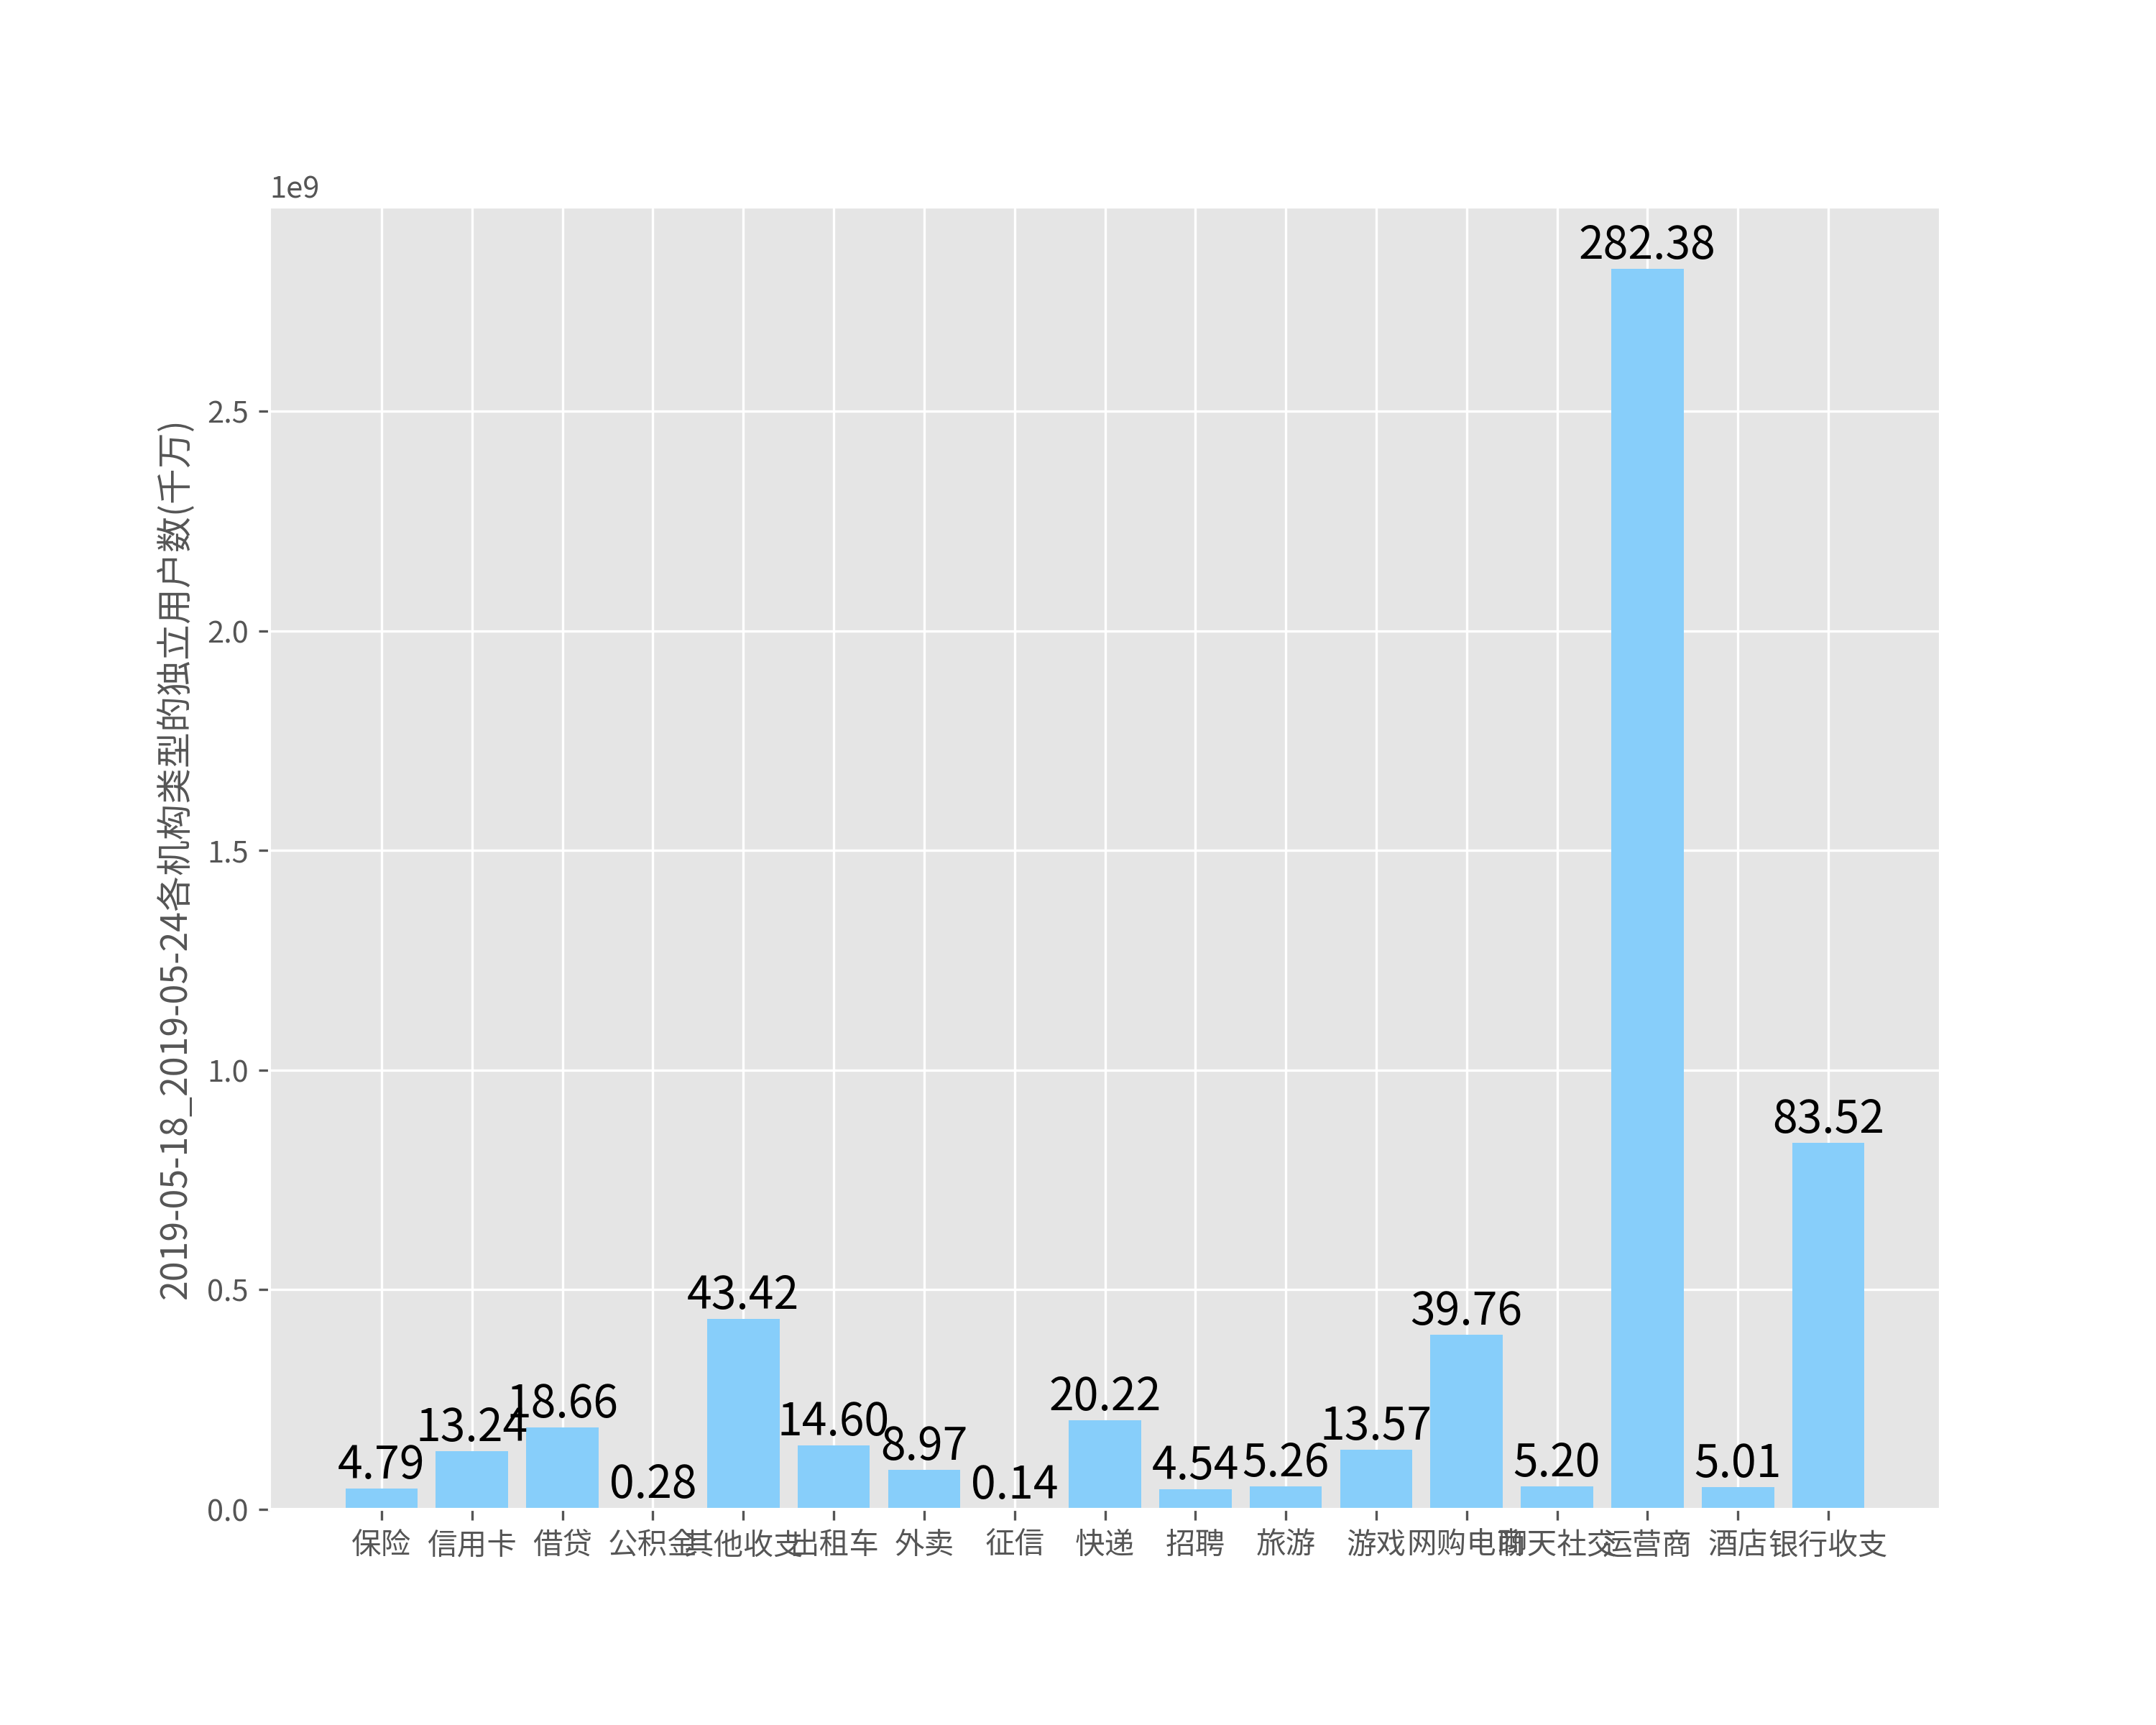 1e9
2019-05-18_2019-05-24各机构类型的独立用户数(千万)
2.5
2.0
1.5
1.0
0.5
0.0
4.79
13.24
18.66
0.28
43.42
14.60
8.97
0.14
20.22
4.54
5.26
13.57
39.76
5.20
282.38
5.01
83.52
保险
信用卡
借贷
公积金
其他收支
出租车
外卖
征信
快递
招聘
旅游
游戏
网购电商
聊天社交
运营商
酒店
银行收支